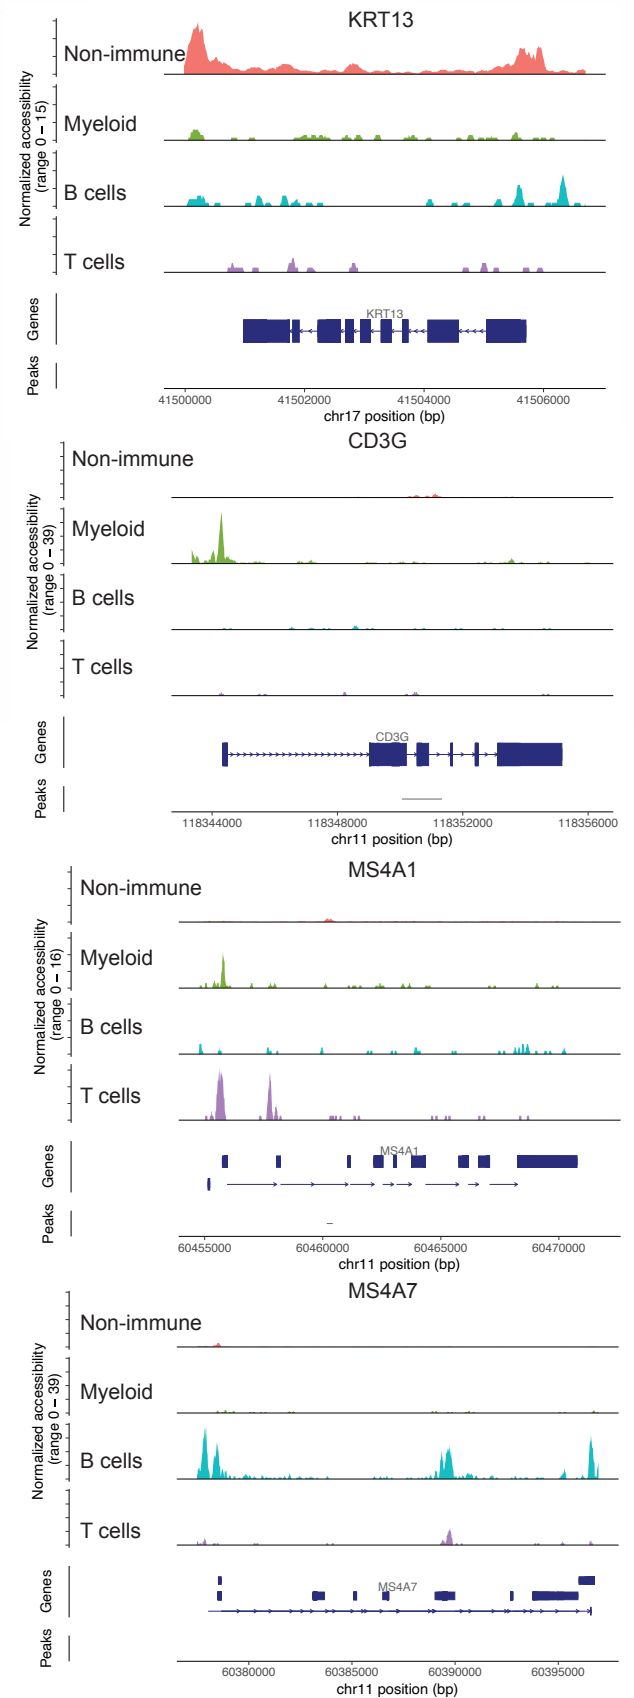 KRT13
Non-immune
Myeloid
B cells
T cells
Normalized accessibility
(range 0 – 15)
Genes
KRT13
Peaks
41500000 41502000 41504000 41506000
chr17 position (bp)
CD3G
Non-immune
Myeloid
B cells
T cells
Normalized accessibility
(range 0 – 39)
Genes
CD3G
Peaks
118344000 118348000 118352000 118356000
chr11 position (bp)
MS4A1
Non-immune
Myeloid
B cells
T cells
Normalized accessibility
(range 0 – 16)
Genes
MS4A1
Peaks
60455000 60460000 60465000 60470000
chr11 position (bp)
MS4A7
Non-immune
Myeloid
B cells
T cells
Normalized accessibility
(range 0 – 39)
Genes
MS4A7
Peaks
60380000 60385000 60390000 60395000
chr11 position (bp)